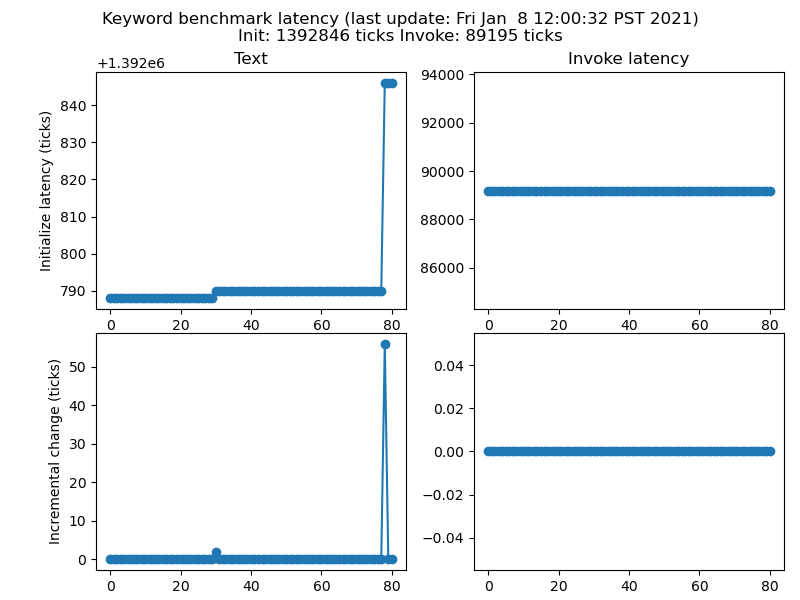 Keyword benchmark latency (last update: Fri Jan  8 12:00:32 PST 2021)
Init: 1392846 ticks Invoke: 89195 ticks
Text
+1.392e6
Initialize latency (ticks)
840
830
820
810
800
790
0 20 40 60 80
Invoke latency
94000
92000
90000
88000
86000
0 20 40 60 80
Incremental change (ticks)
50
40
30
20
10
0
0 20 40 60 80
0.04
0.02
0.00
−0.02
−0.04
0 20 40 60 80